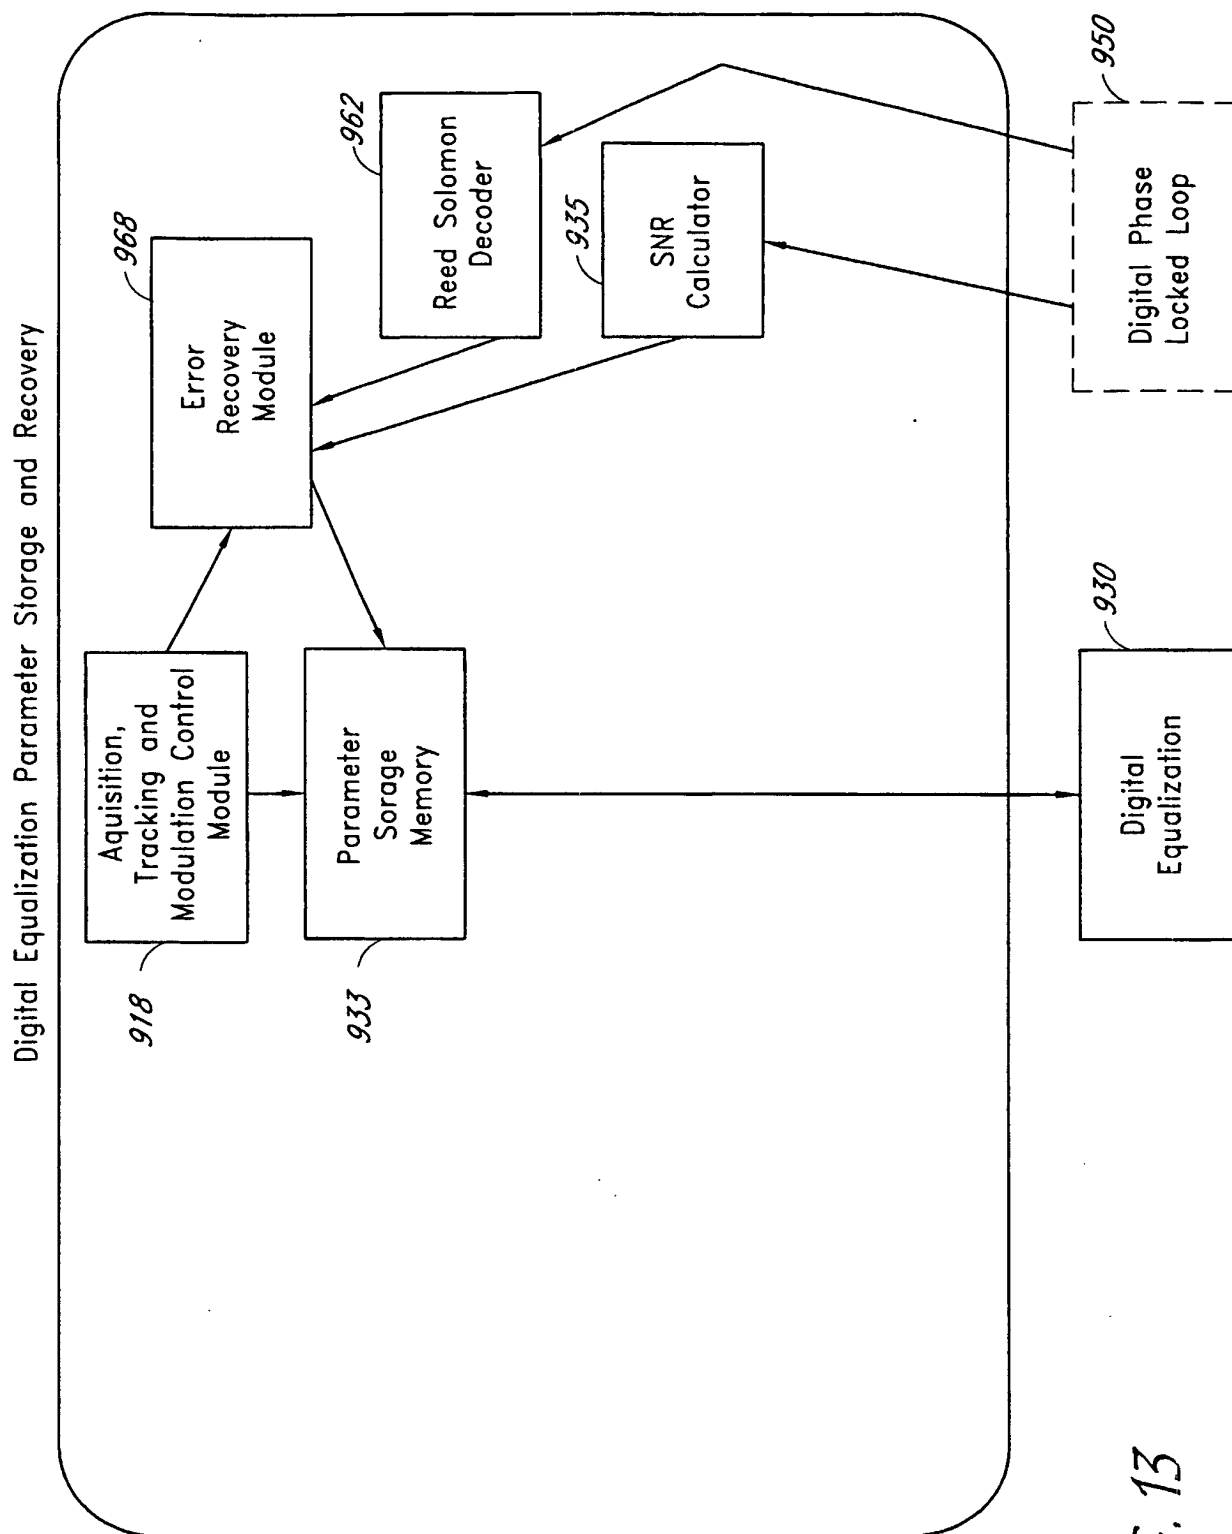 Digital Equalization Parameter Storage and Recovery
918
Aquisition,
Tracking and
Modulation Control
Module
968
Error
Recovery
Module
933
Parameter
Sorage
Memory
962
Reed Solomon
Decoder
935
SNR
Calculator
930
Digital
Equalization
950
Digital Phase
Locked Loop
13